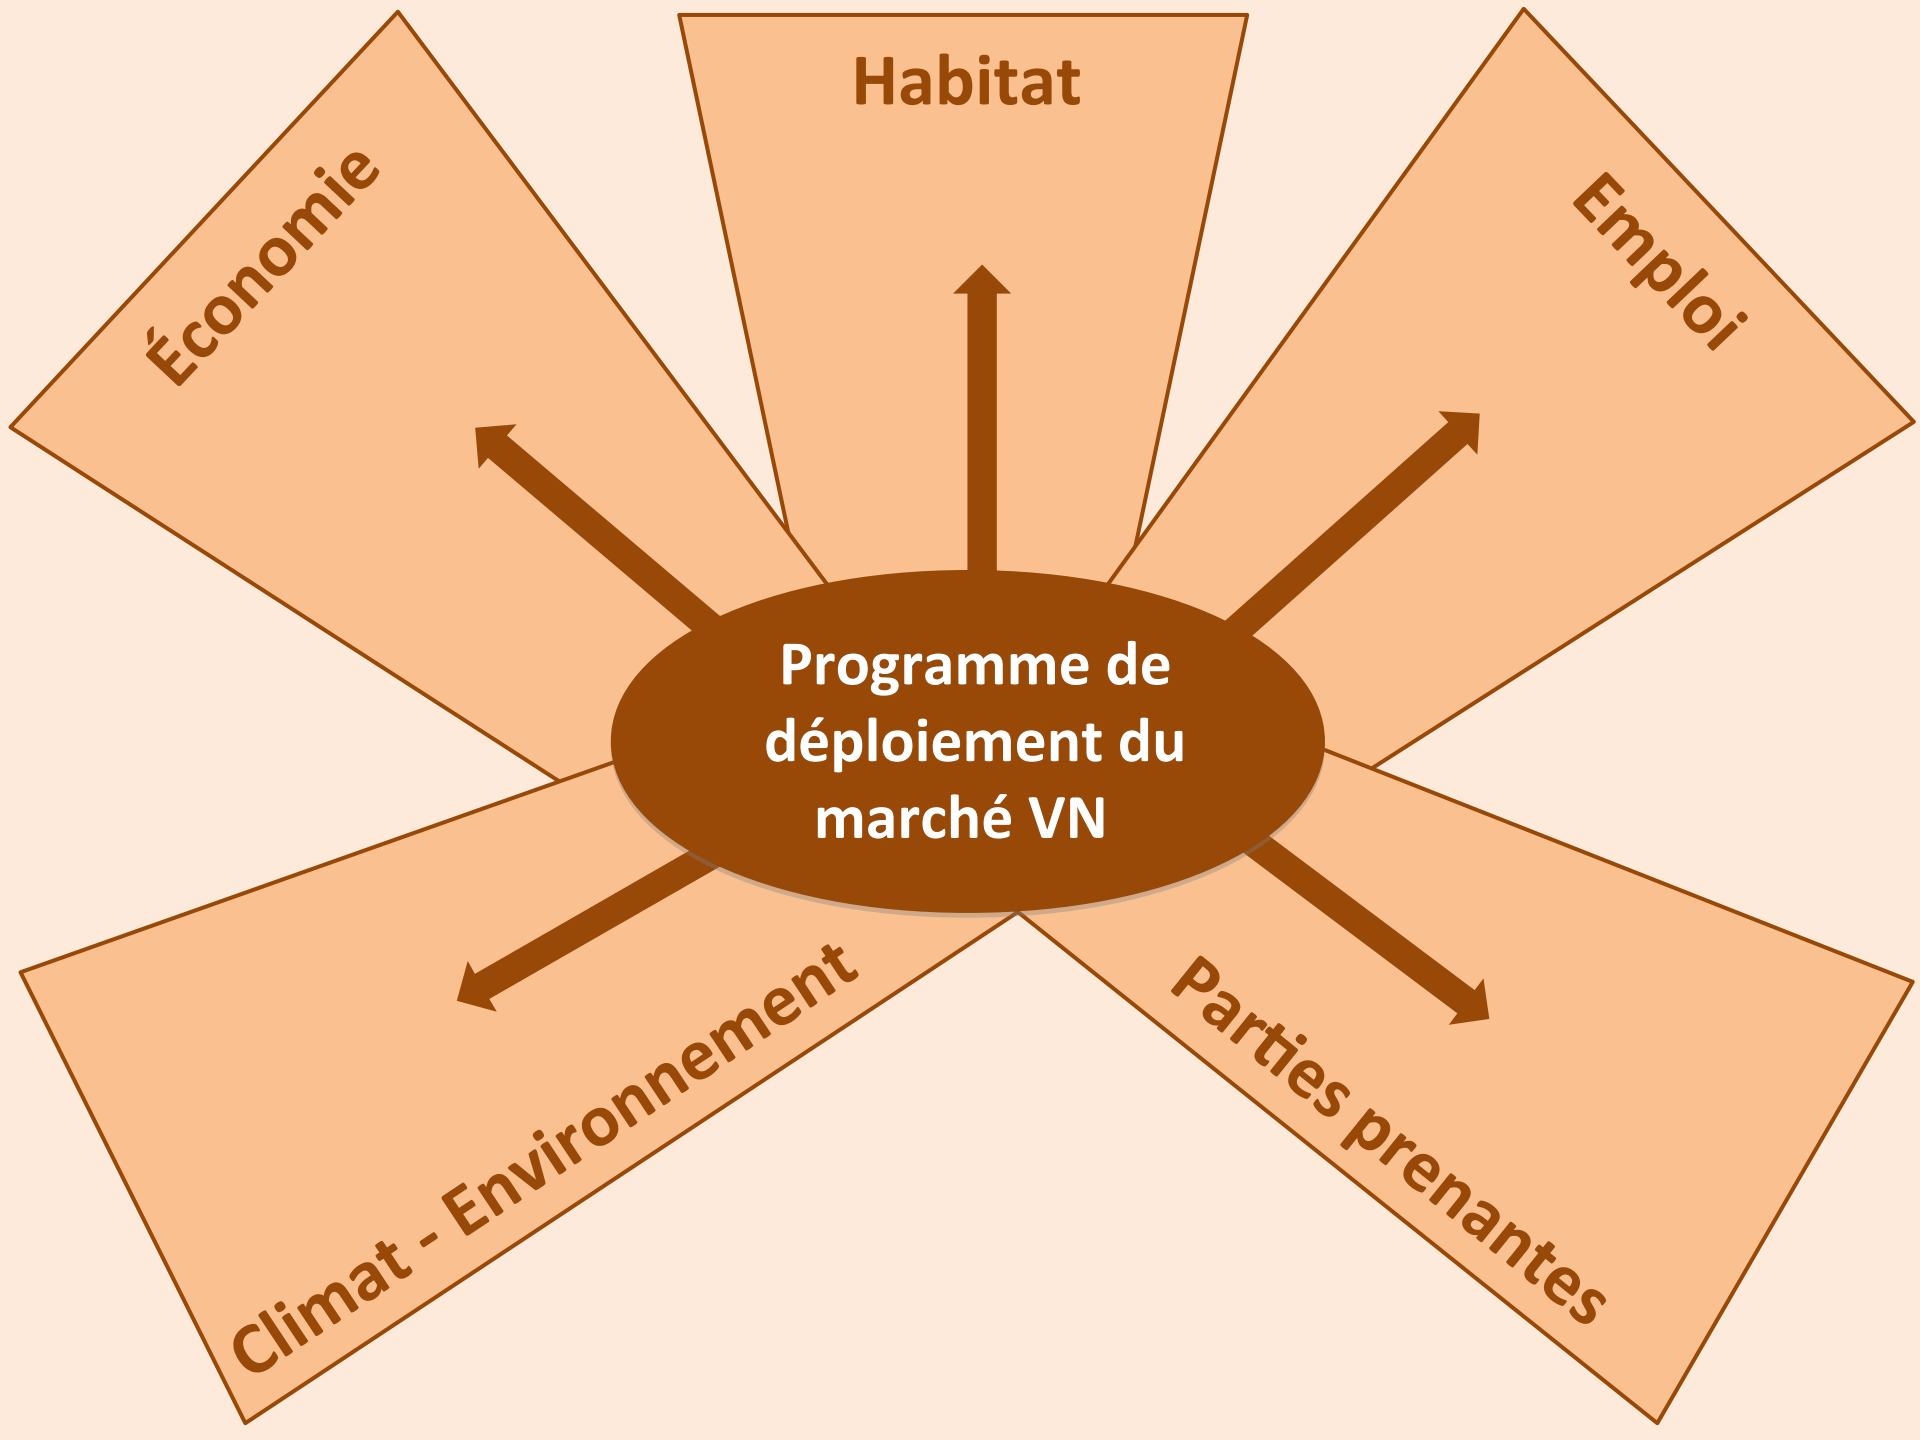 Habitat
Économie
Emploi
Programme de
déploiement du
marché VN
Climat - Environnement
Parties prenantes